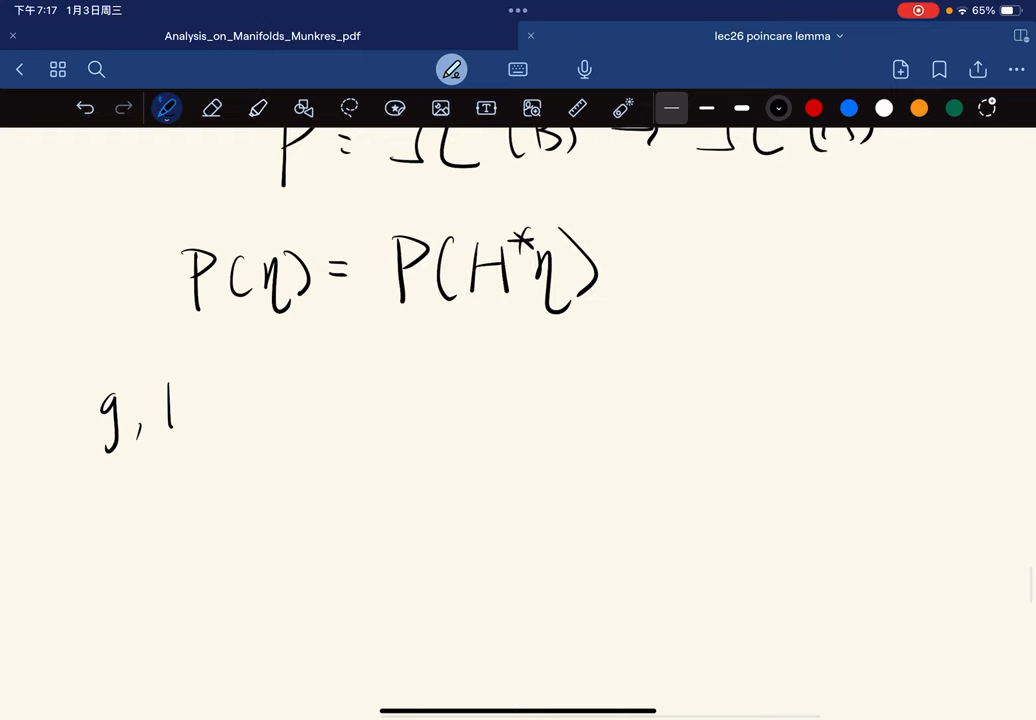 下午7:17 1月3日周三
65%
Analysis_on_Manifolds_Munkres_pdf
lec26 poincare lemma
P(η) = P(H*η)
g, l